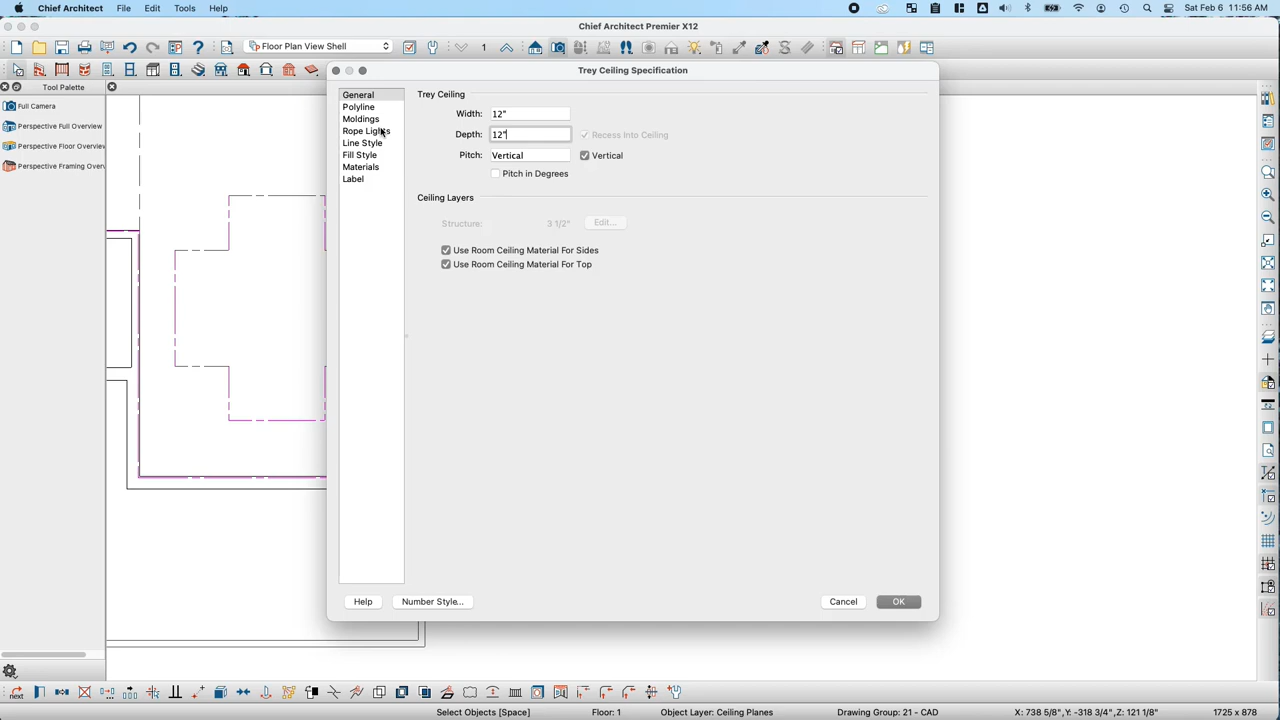 Chief Architect File Edit Tools Help Sat Feb 6 11:56 AM
Chief Architect Premier X12
Floor Plan View Shell 1
Tool Palette
Full Camera
Perspective Full Overview
Perspective Floor Overview
Perspective Framing Overv
Trey Ceiling Specification
General
Polyline
Moldings
Rope Lights
Line Style
Fill Style
Materials
Label
Trey Ceiling
Width: 12"
Depth: 12" Recess Into Ceiling
Pitch: Vertical Vertical
Pitch in Degrees
Ceiling Layers
Structure: 3 1/2" Edit...
Use Room Ceiling Material For Sides
Use Room Ceiling Material For Top
Help Number Style... Cancel OK
next
Select Objects [Space] Floor: 1 Object Layer: Ceiling Planes Drawing Group: 21 - CAD X: 738 5/8", Y: -318 3/4", Z: 121 1/8" 1725 x 878